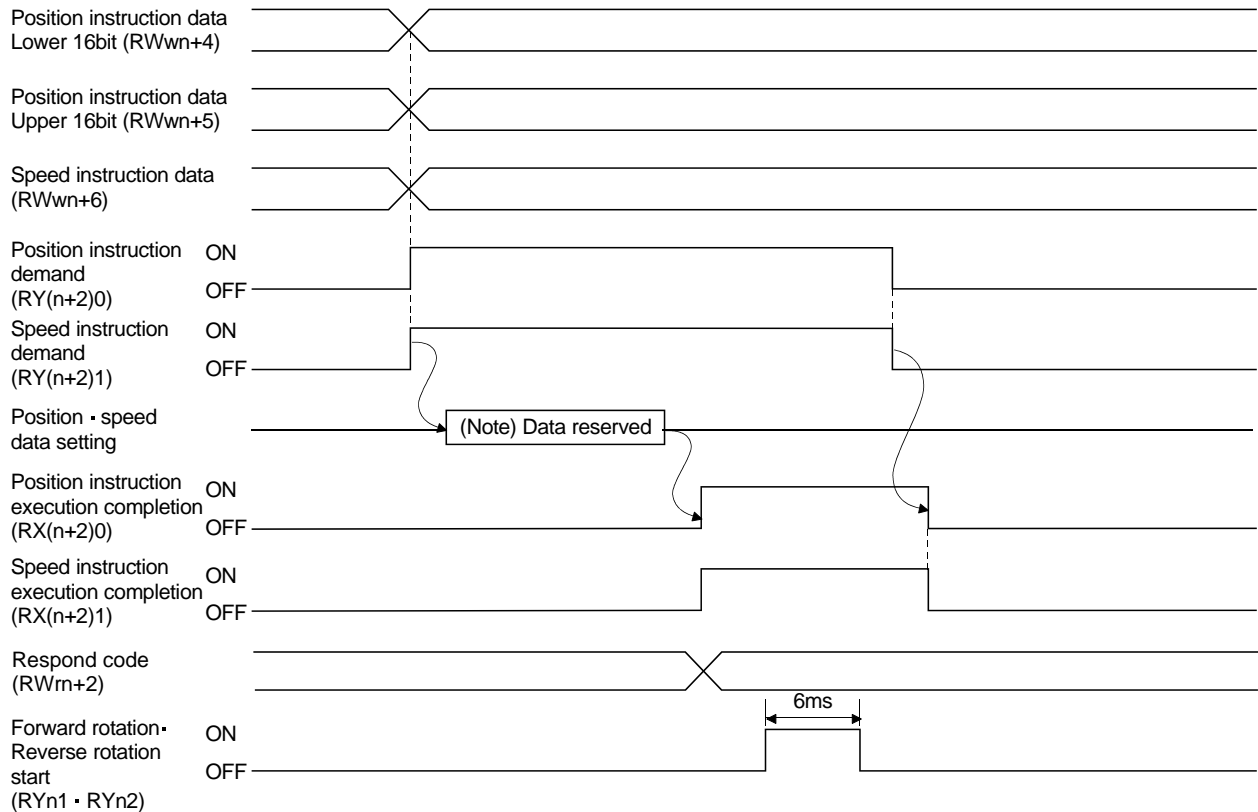 Position instruction data
Lower 16bit (RWwn+4)
Position instruction data
Upper 16bit (RWwn+5)
Speed instruction data
(RWwn+6)
Position instruction ON
demand
(RY(n+2)0) OFF
Speed instruction ON
demand
(RY(n+2)1) OFF
Position · speed
data setting
(Note) Data reserved
Position instruction ON
execution completion
(RX(n+2)0) OFF
Speed instruction ON
execution completion
(RX(n+2)1) OFF
Respond code
(RWrn+2)
6ms
Forward rotation· ON
Reverse rotation
start OFF
(RYn1 · RYn2)